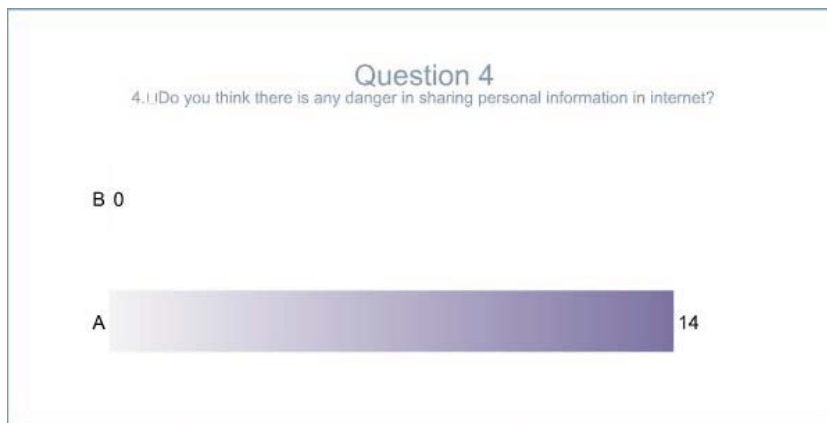 Question 4
4. Do you think there is any danger in sharing personal information in internet?
B 0
A 14